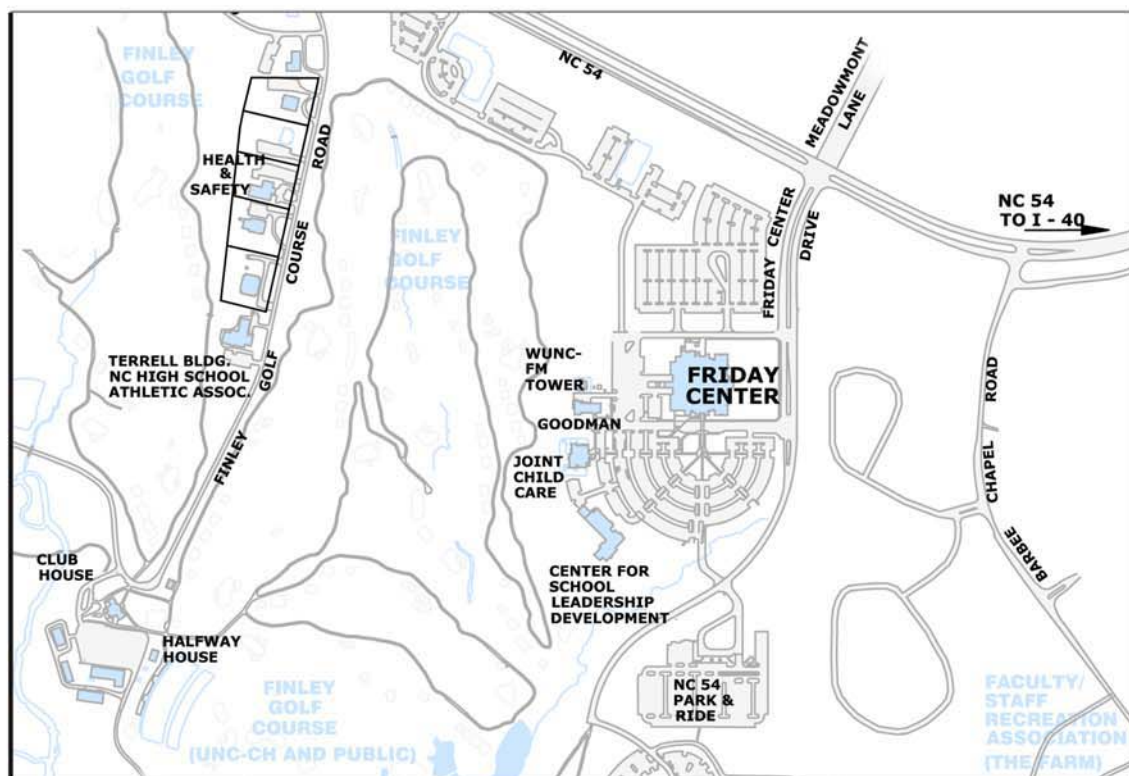 FINLEY
GOLF
COURSE
NC 54
MEADOWMONT
LANE
HEALTH
&
SAFETY
FINLEY GOLF COURSE ROAD
FINLEY
GOLF
COURSE
FRIDAY CENTER
DRIVE
NC 54
TO I - 40
TERRELL BLDG.
NC HIGH SCHOOL
ATHLETIC ASSOC.
WUNC-
FM
TOWER
FRIDAY
CENTER
GOODMAN
JOINT
CHILD
CARE
BARBEE CHAPEL ROAD
CLUB
HOUSE
CENTER FOR
SCHOOL
LEADERSHIP
DEVELOPMENT
HALFWAY
HOUSE
FINLEY
GOLF
COURSE
(UNC-CH AND PUBLIC)
NC 54
PARK &
RIDE
FACULTY/
STAFF
RECREATION
ASSOCIATION
(THE FARM)